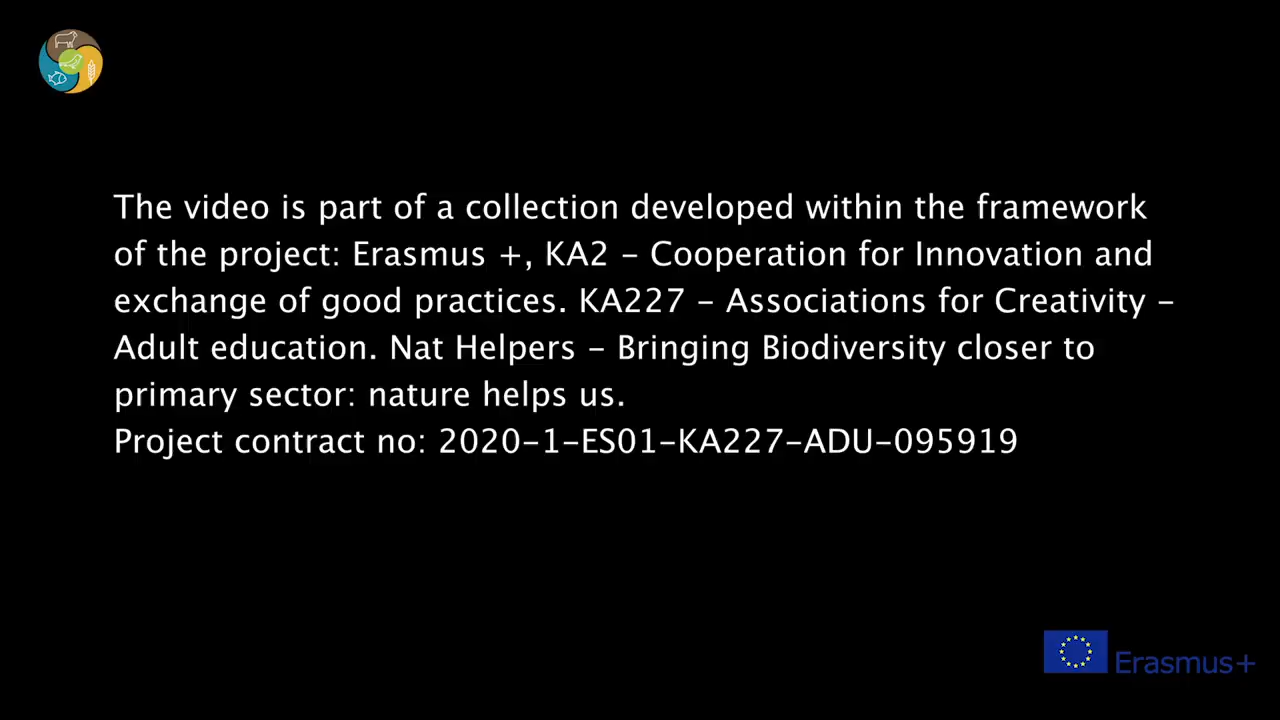 The video is part of a collection developed within the framework
of the project: Erasmus +, KA2 – Cooperation for Innovation and
exchange of good practices. KA227 – Associations for Creativity –
Adult education. Nat Helpers – Bringing Biodiversity closer to
primary sector: nature helps us.
Project contract no: 2020-1-ES01-KA227-ADU-095919
Erasmus+